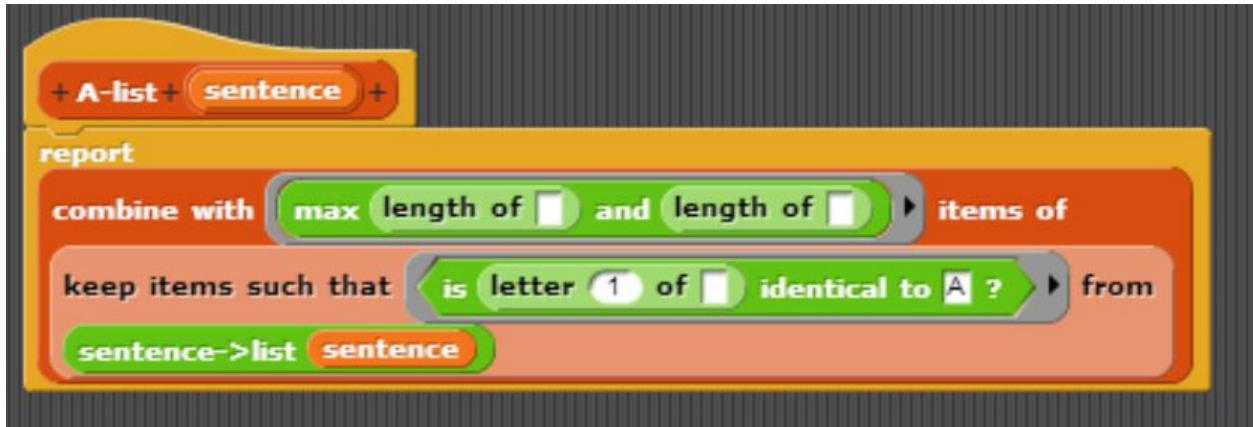 + A-list + sentence +
report
combine with max length of and length of items of
keep items such that is letter 1 of identical to A ? from
sentence->list sentence